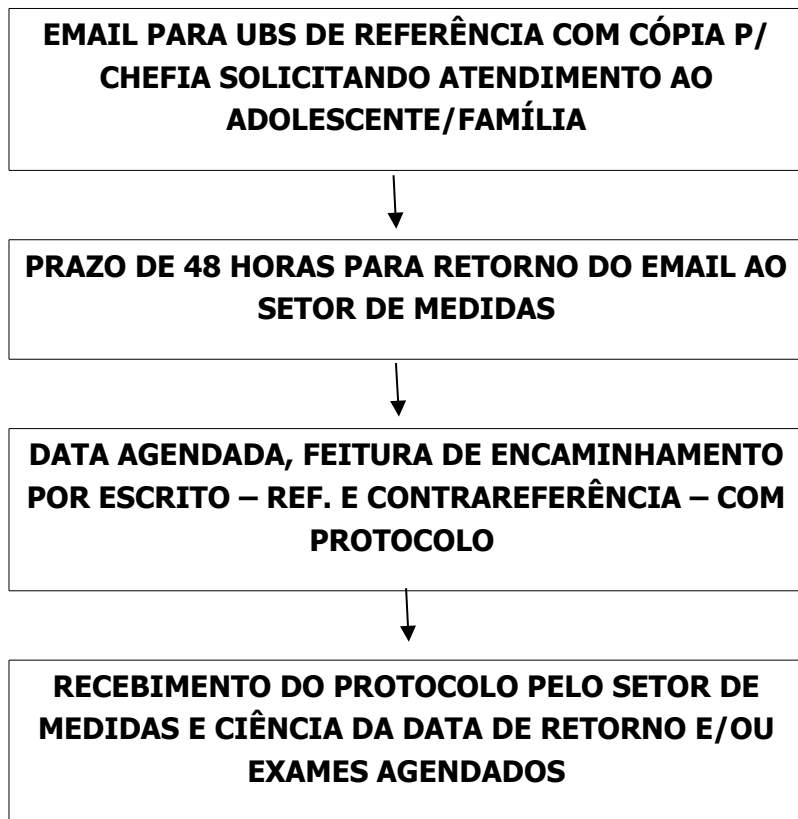 EMAIL PARA UBS DE REFERÊNCIA COM CÓPIA P/
CHEFIA SOLICITANDO ATENDIMENTO AO
ADOLESCENTE/FAMÍLIA
PRAZO DE 48 HORAS PARA RETORNO DO EMAIL AO
SETOR DE MEDIDAS
DATA AGENDADA, FEITURA DE ENCAMINHAMENTO
POR ESCRITO – REF. E CONTRAREFERÊNCIA – COM
PROTOCOLO
RECEBIMENTO DO PROTOCOLO PELO SETOR DE
MEDIDAS E CIÊNCIA DA DATA DE RETORNO E/OU
EXAMES AGENDADOS